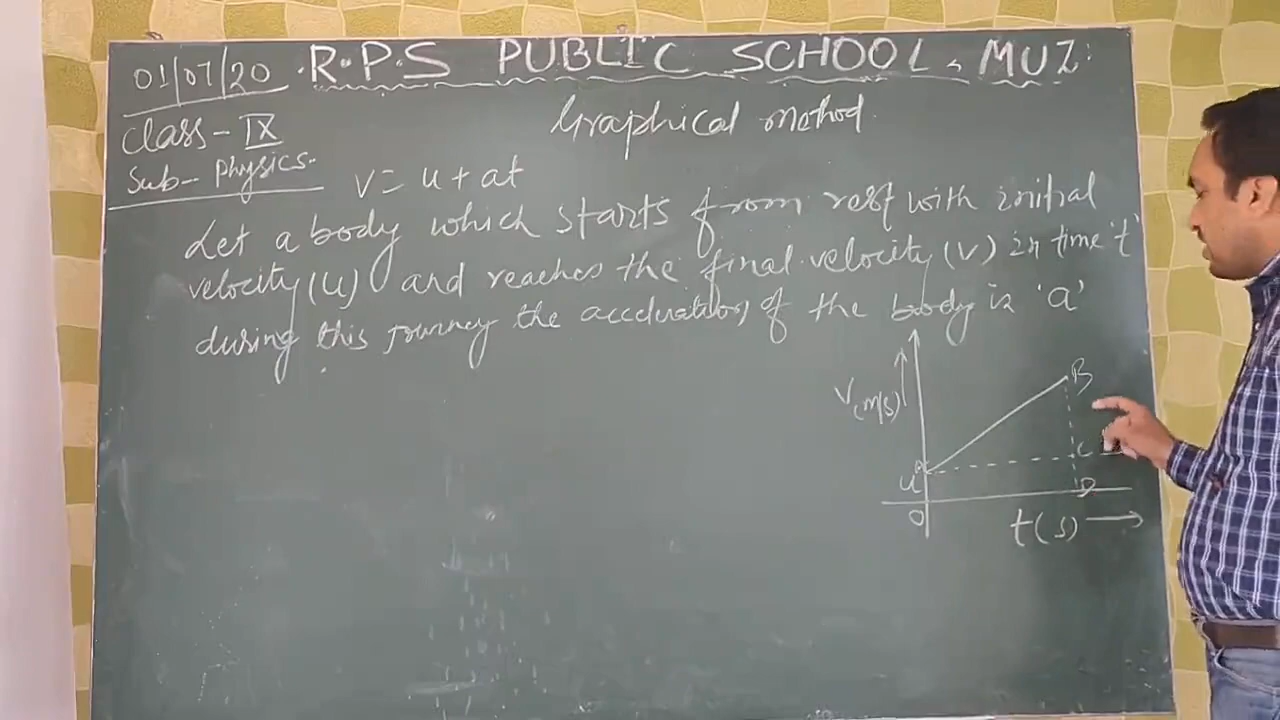 01/07/20
R.P.S PUBLIC SCHOOL, MUZ:
Class - IX
Graphical method
Sub - Physics
v = u + at
Let a body which starts from rest with initial
velocity (u) and reaches the final velocity (v) in time 't'
during this journey the acceleration of the body is 'a'
B
V (m/s)
A
C
u
D
O
t(s)